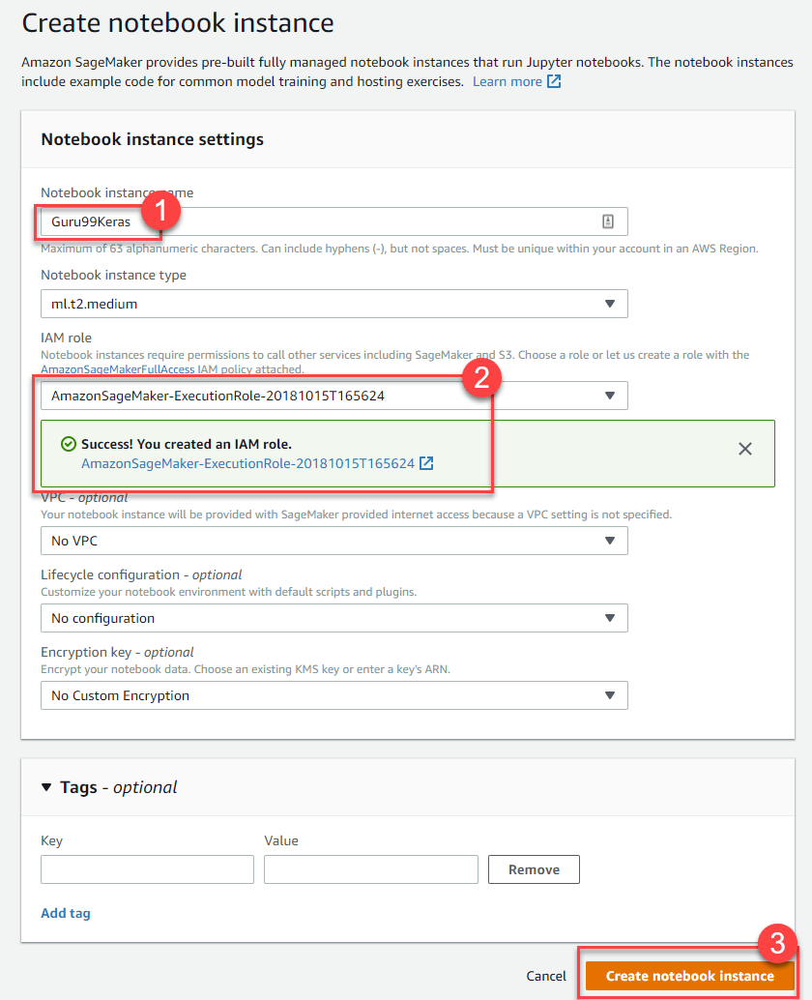 Create notebook instance
Amazon SageMaker provides pre-built fully managed notebook instances that run Jupyter notebooks. The notebook instances
include example code for common model training and hosting exercises. Learn more
Notebook instance settings
Notebook instance name
1
Guru99Keras
Maximum of 63 alphanumeric characters. Can include hyphens (-), but not spaces. Must be unique within your account in an AWS Region.
Notebook instance type
ml.t2.medium
IAM role
Notebook instances require permissions to call other services including SageMaker and S3. Choose a role or let us create a role with the
AmazonSageMakerFullAccess IAM policy attached.
2
AmazonSageMaker-ExecutionRole-20181015T165624
Success! You created an IAM role.
AmazonSageMaker-ExecutionRole-20181015T165624
VPC - optional
Your notebook instance will be provided with SageMaker provided internet access because a VPC setting is not specified.
No VPC
Lifecycle configuration - optional
Customize your notebook environment with default scripts and plugins.
No configuration
Encryption key - optional
Encrypt your notebook data. Choose an existing KMS key or enter a key's ARN.
No Custom Encryption
Tags - optional
Key Value
Remove
Add tag
3
Cancel Create notebook instance